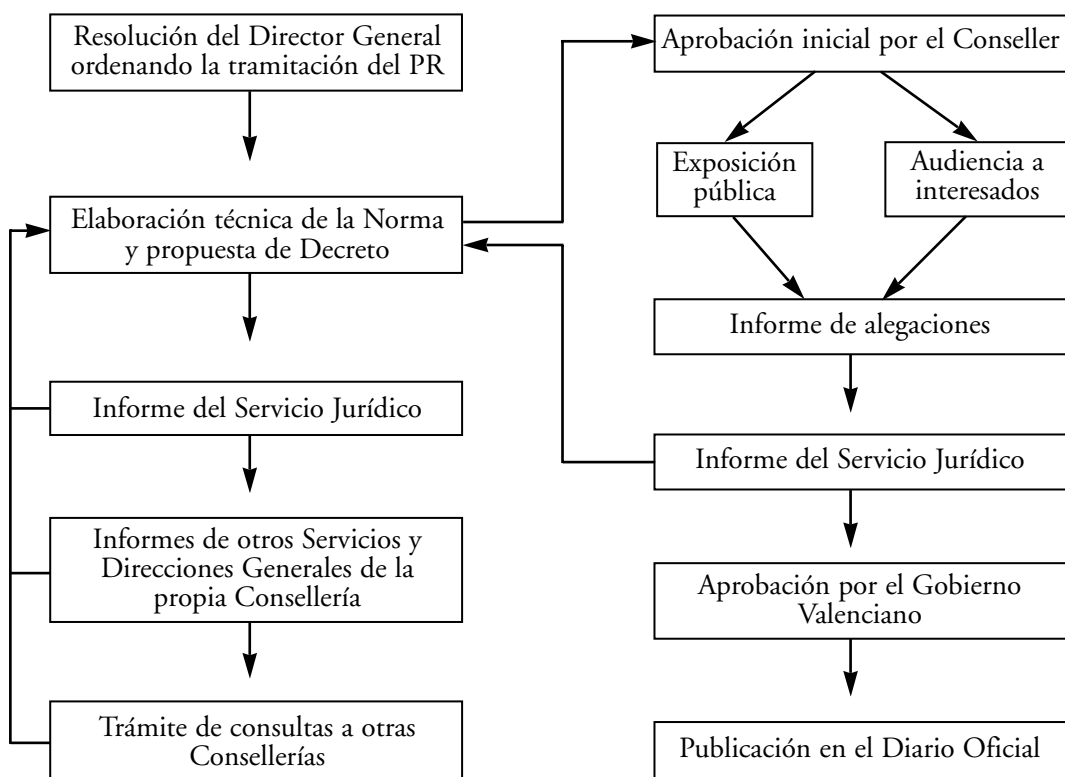 Resolución del Director General
ordenando la tramitación del PR
Elaboración técnica de la Norma
y propuesta de Decreto
Informe del Servicio Jurídico
Informes de otros Servicios y
Direcciones Generales de la
propia Consellería
Trámite de consultas a otras
Consellerías
Aprobación inicial por el Conseller
Exposición
pública
Audiencia a
interesados
Informe de alegaciones
Informe del Servicio Jurídico
Aprobación por el Gobierno
Valenciano
Publicación en el Diario Oficial